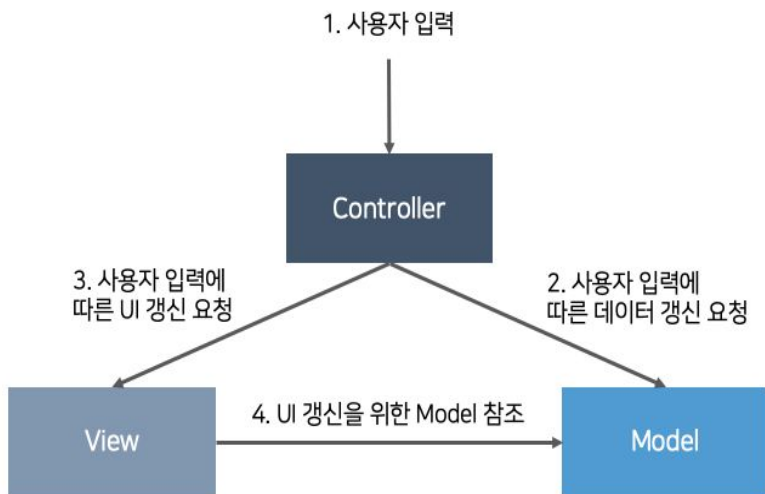 1. 사용자 입력
Controller
3. 사용자 입력에
따른 UI 갱신 요청
2. 사용자 입력에
따른 데이터 갱신 요청
View
4. UI 갱신을 위한 Model 참조
Model